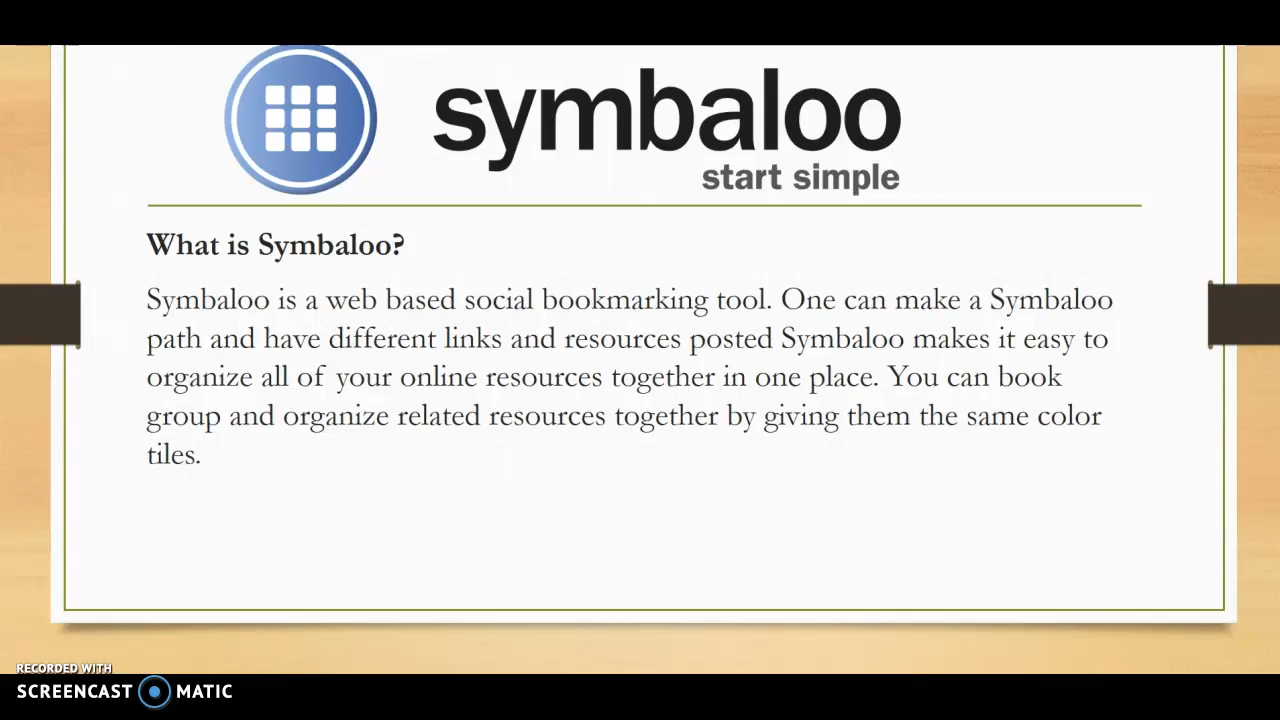 symbaloo
start simple
What is Symbaloo?
Symbaloo is a web based social bookmarking tool. One can make a Symbaloo
path and have different links and resources posted Symbaloo makes it easy to
organize all of your online resources together in one place. You can book
group and organize related resources together by giving them the same color
tiles.
RECORDED WITH
SCREENCAST MATIC